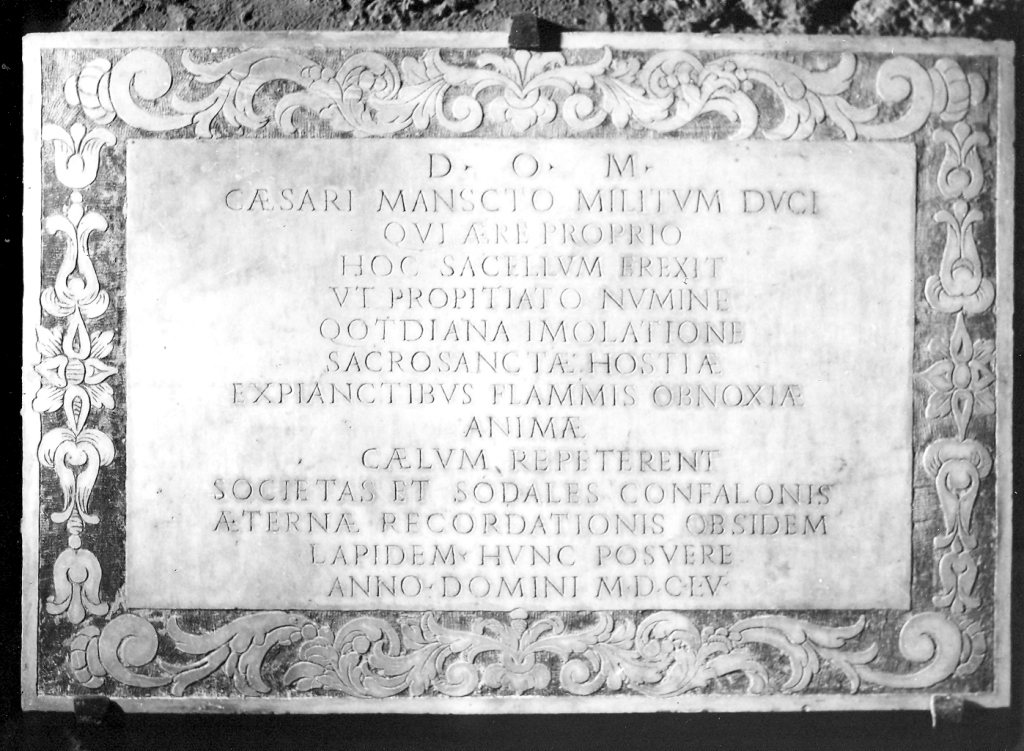 D· O· M·
CÆSARI MANSCTO MILITVM DVCI
QVI ÆRE PROPRIO
HOC SACELLVM EREXIT
VT PROPITIATO NVMINE
QOTDIANA IMOLATIONE
SACROSANCTÆ HOSTIÆ
EXPIANCTIBVS FLAMMIS OBNOXIÆ
ANIMÆ
CÆLVM REPETERENT
SOCIETAS ET SODALES CONFALONIS
ÆTERNÆ RECORDATIONIS OBSIDEM
LAPIDEM· HVNC POSVERE
ANNO· DOMINI M·D·CLV·